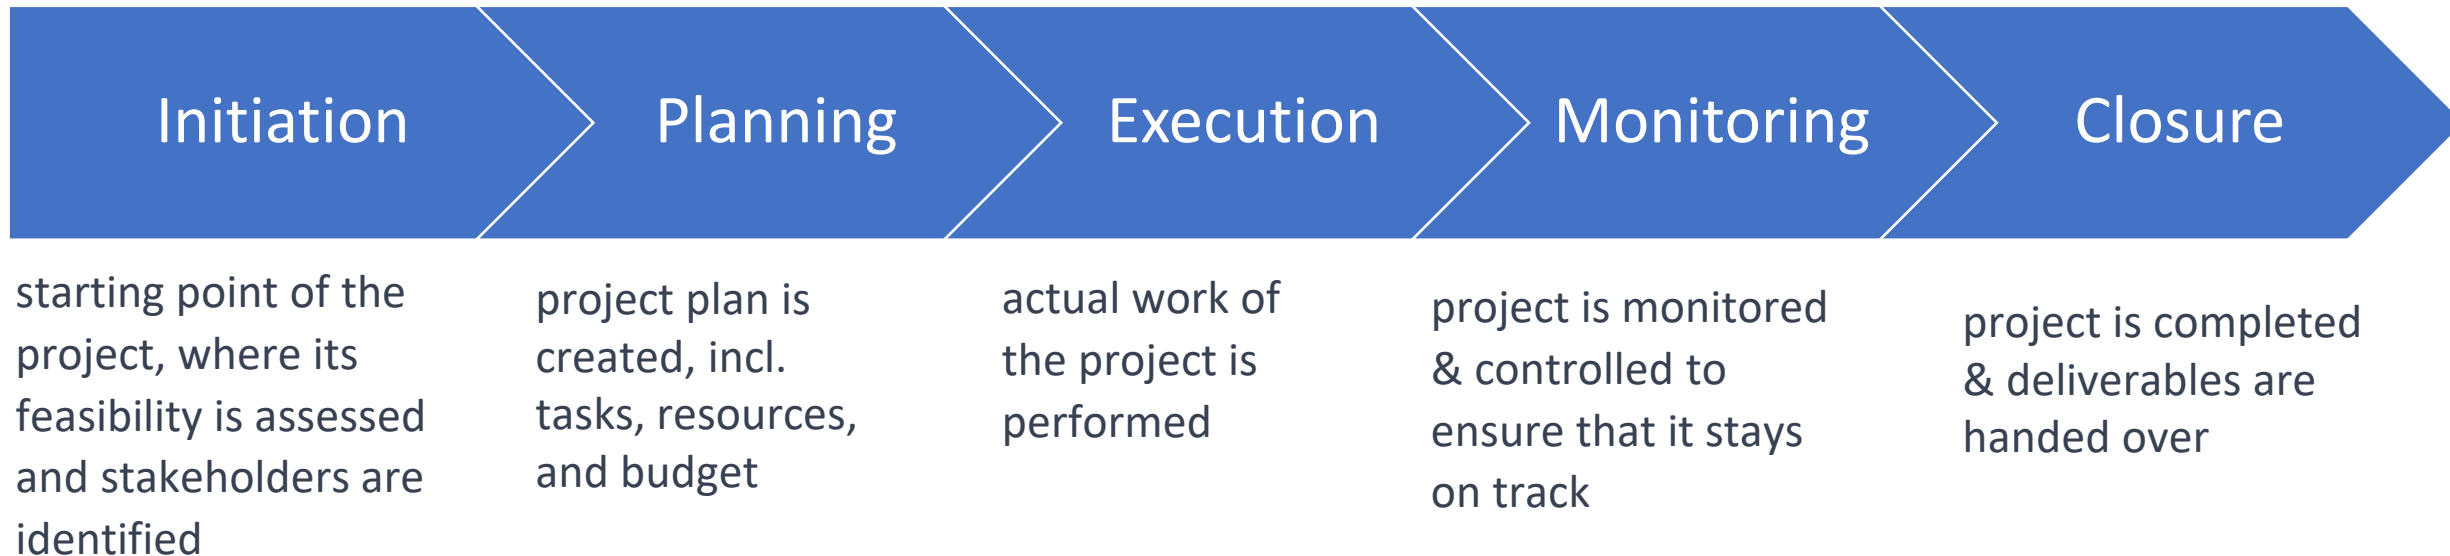 Initiation
Planning
Execution
Monitoring
Closure
starting point of the
project, where its
feasibility is assessed
and stakeholders are
identified
project plan is
created, incl.
tasks, resources,
and budget
actual work of
the project is
performed
project is monitored
& controlled to
ensure that it stays
on track
project is completed
& deliverables are
handed over